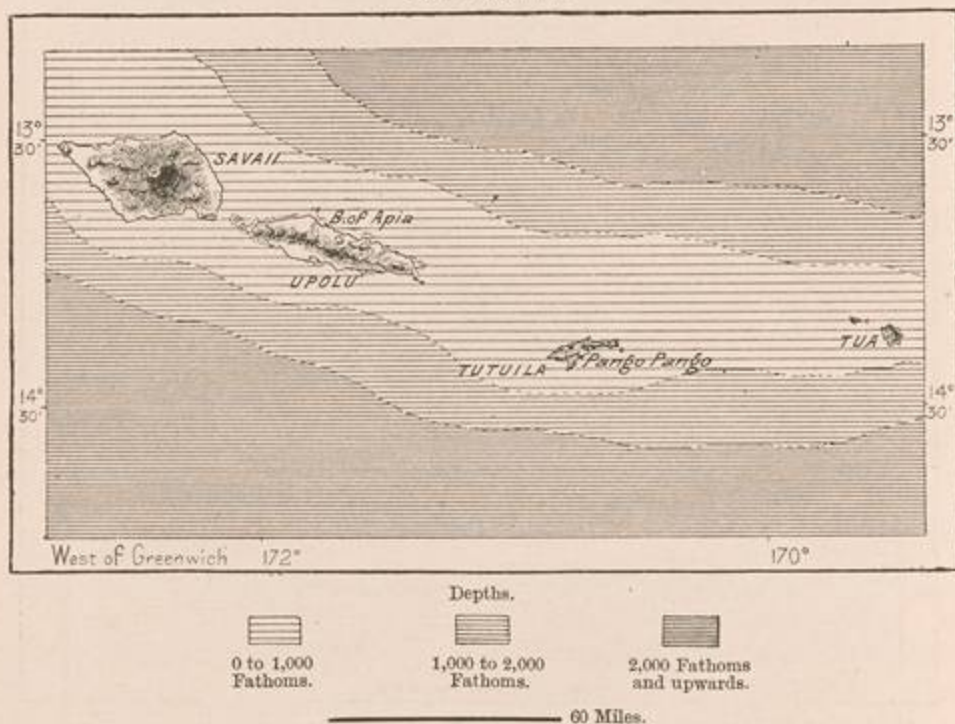 13°
30′
13°
30′
SAVAII
B. of Apia
UPOLU
TUA
TUTUILA
Pango Pango
14°
30′
14°
30′
West of Greenwich
172°
170°
Depths.
0 to 1,000
Fathoms.
1,000 to 2,000
Fathoms.
2,000 Fathoms
and upwards.
60 Miles.